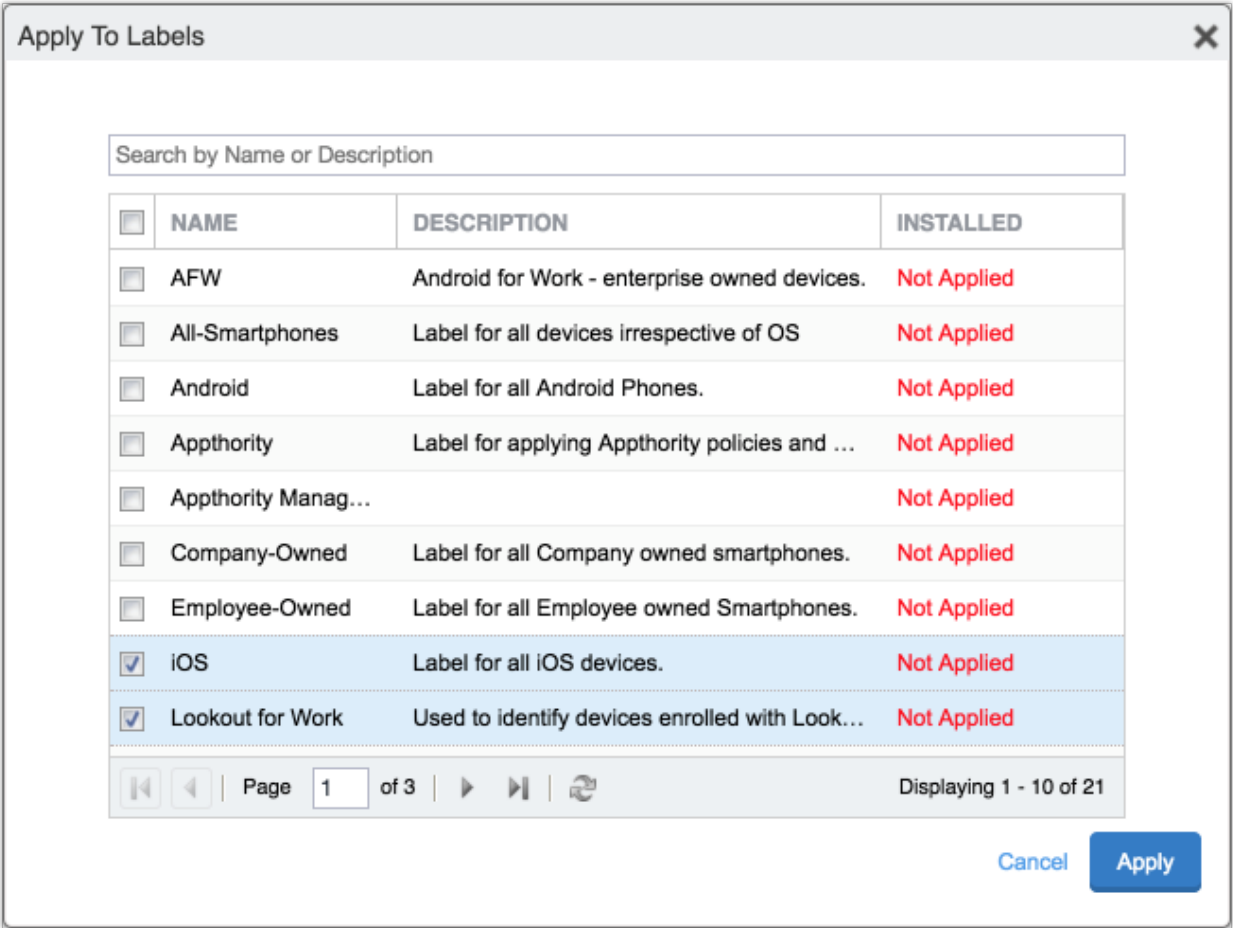 Apply To Labels
Search by Name or Description
NAME DESCRIPTION INSTALLED
AFW Android for Work - enterprise owned devices. Not Applied
All-Smartphones Label for all devices irrespective of OS Not Applied
Android Label for all Android Phones. Not Applied
Appthority Label for applying Appthority policies and ... Not Applied
Appthority Manag... Not Applied
Company-Owned Label for all Company owned smartphones. Not Applied
Employee-Owned Label for all Employee owned Smartphones. Not Applied
iOS Label for all iOS devices. Not Applied
Lookout for Work Used to identify devices enrolled with Look... Not Applied
Page 1 of 3 Displaying 1 - 10 of 21
Cancel Apply